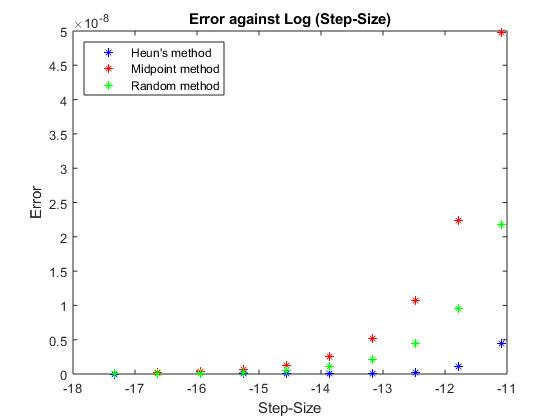 Error against Log (Step-Size)
×10⁻⁸
5
4.5
4
3.5
3
2.5
2
1.5
1
0.5
0
Error
Heun's method
Midpoint method
Random method
-18 -17 -16 -15 -14 -13 -12 -11
Step-Size